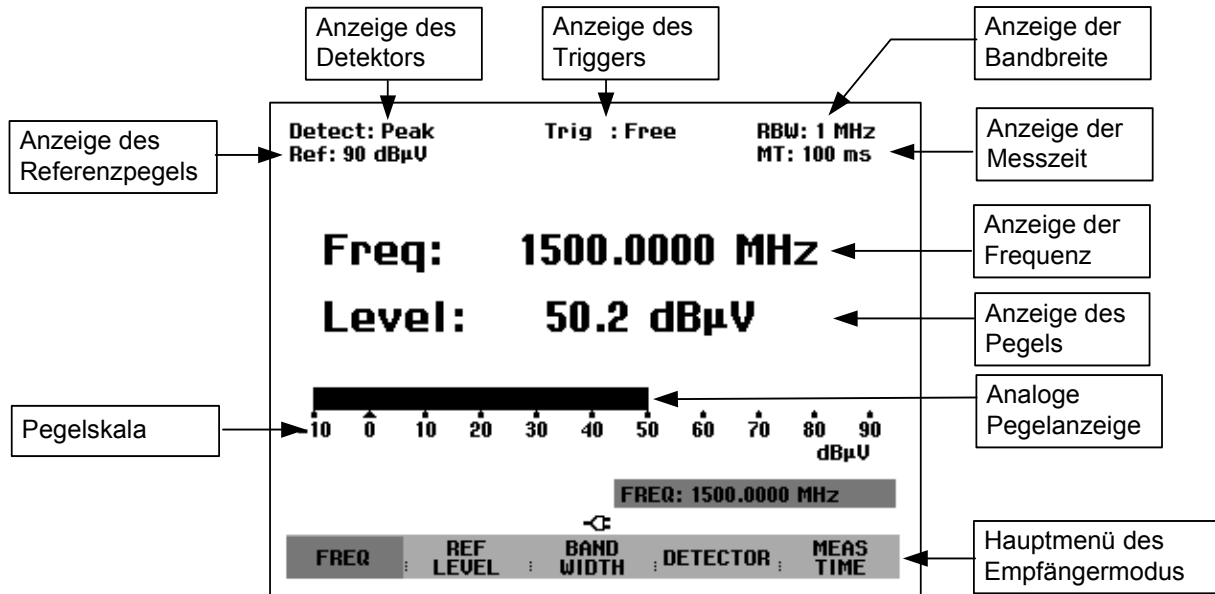 Anzeige des
Detektors
Anzeige des
Triggers
Anzeige der
Bandbreite
Anzeige des
Referenzpegels
Detect: Peak
Ref: 90 dBµV
Trig : Free
RBW: 1 MHz
MT: 100 ms
Anzeige der
Messzeit
Freq: 1500.0000 MHz
Anzeige der
Frequenz
Level: 50.2 dBµV
Anzeige des
Pegels
Analoge
Pegelanzeige
Pegelskala
-10 0 10 20 30 40 50 60 70 80 90
dBµV
FREQ: 1500.0000 MHz
FREQ
REF
LEVEL
BAND
WIDTH
DETECTOR
MEAS
TIME
Hauptmenü des
Empfängermodus